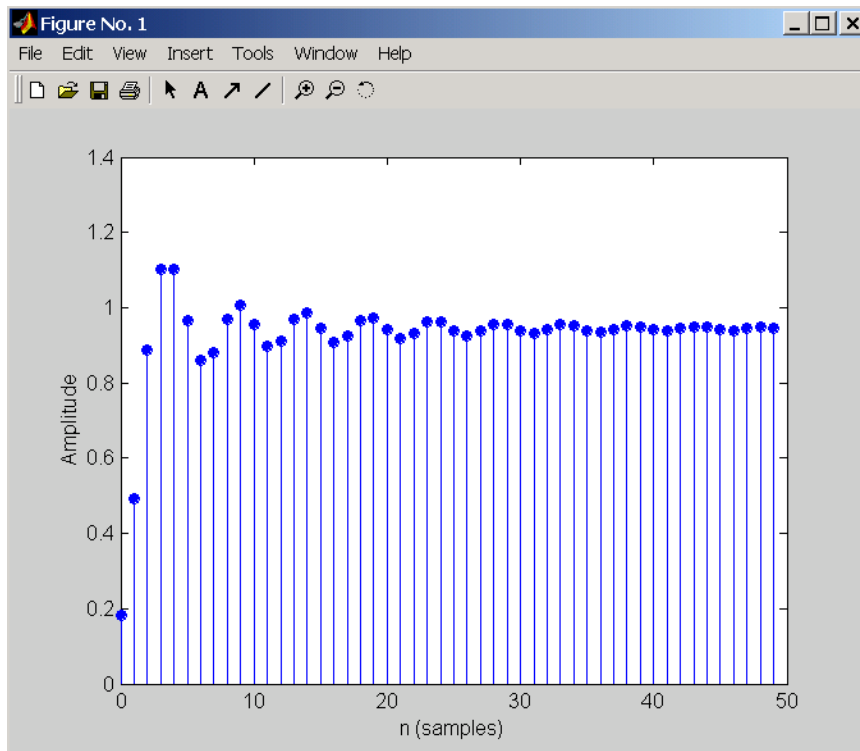 Figure No. 1
File Edit View Insert Tools Window Help
A
1.4
1.2
1
0.8
0.6
0.4
0.2
0
Amplitude
0 10 20 30 40 50
n (samples)